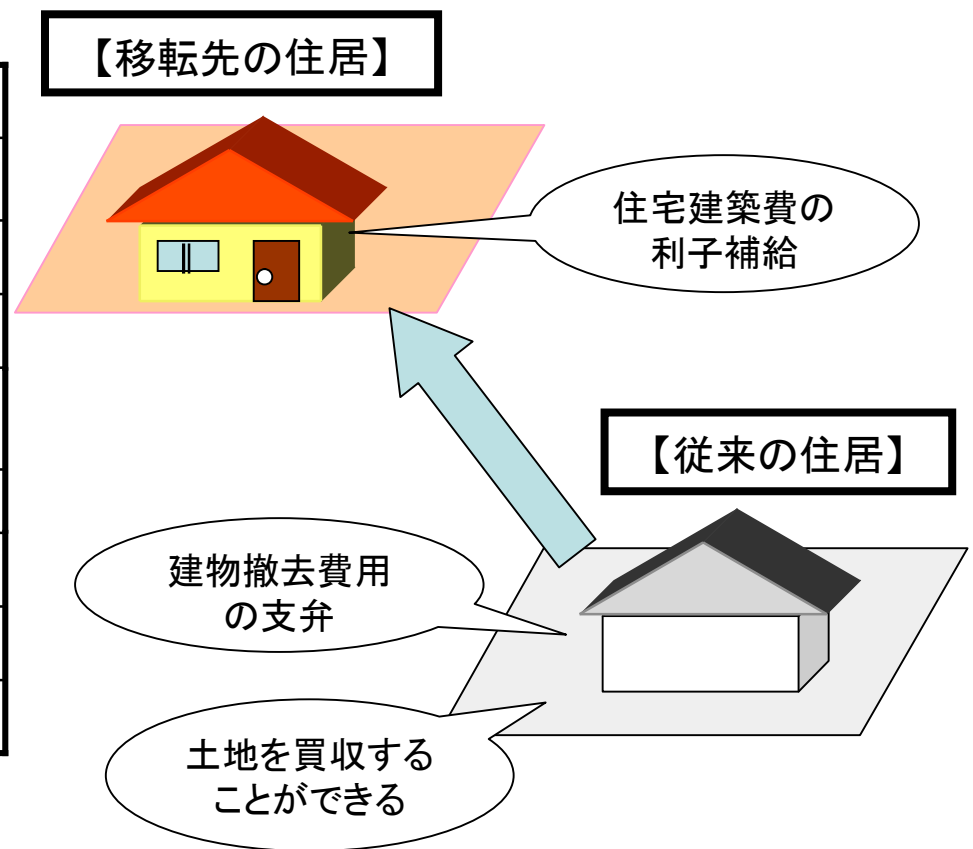 【移転先の住居】
住宅建築費の
利子補給
【従来の住居】
建物撤去費用
の支弁
土地を買収する
ことができる